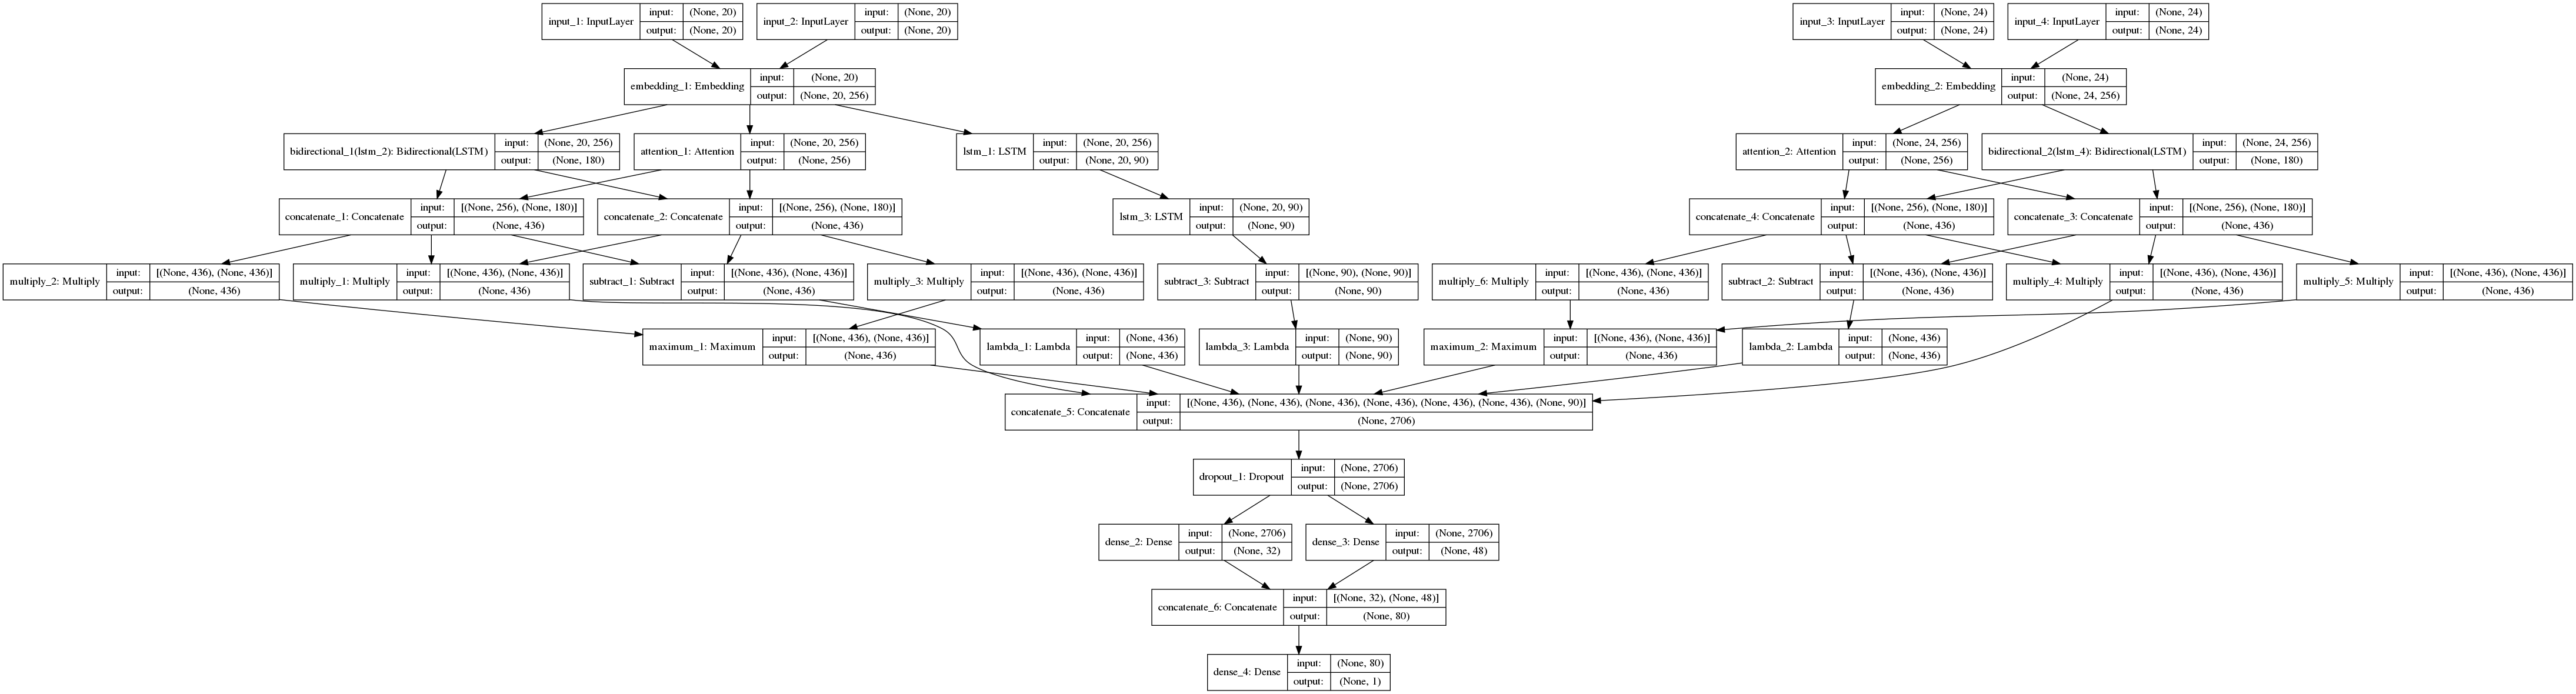 input_1: InputLayer
input: (None, 20)
output: (None, 20)
input_2: InputLayer
input: (None, 20)
output: (None, 20)
input_3: InputLayer
input: (None, 24)
output: (None, 24)
input_4: InputLayer
input: (None, 24)
output: (None, 24)
embedding_1: Embedding
input: (None, 20)
output: (None, 20, 256)
embedding_2: Embedding
input: (None, 24)
output: (None, 24, 256)
bidirectional_1(lstm_2): Bidirectional(LSTM)
input: (None, 20, 256)
output: (None, 180)
attention_1: Attention
input: (None, 20, 256)
output: (None, 256)
lstm_1: LSTM
input: (None, 20, 256)
output: (None, 20, 90)
attention_2: Attention
input: (None, 24, 256)
output: (None, 256)
bidirectional_2(lstm_4): Bidirectional(LSTM)
input: (None, 24, 256)
output: (None, 180)
concatenate_1: Concatenate
input: [(None, 256), (None, 180)]
output: (None, 436)
concatenate_2: Concatenate
input: [(None, 256), (None, 180)]
output: (None, 436)
lstm_3: LSTM
input: (None, 20, 90)
output: (None, 90)
concatenate_4: Concatenate
input: [(None, 256), (None, 180)]
output: (None, 436)
concatenate_3: Concatenate
input: [(None, 256), (None, 180)]
output: (None, 436)
multiply_2: Multiply
input: [(None, 436), (None, 436)]
output: (None, 436)
multiply_1: Multiply
input: [(None, 436), (None, 436)]
output: (None, 436)
subtract_1: Subtract
input: [(None, 436), (None, 436)]
output: (None, 436)
multiply_3: Multiply
input: [(None, 436), (None, 436)]
output: (None, 436)
subtract_3: Subtract
input: [(None, 90), (None, 90)]
output: (None, 90)
multiply_6: Multiply
input: [(None, 436), (None, 436)]
output: (None, 436)
subtract_2: Subtract
input: [(None, 436), (None, 436)]
output: (None, 436)
multiply_4: Multiply
input: [(None, 436), (None, 436)]
output: (None, 436)
multiply_5: Multiply
input: [(None, 436), (None, 436)]
output: (None, 436)
maximum_1: Maximum
input: [(None, 436), (None, 436)]
output: (None, 436)
lambda_1: Lambda
input: (None, 436)
output: (None, 436)
lambda_3: Lambda
input: (None, 90)
output: (None, 90)
maximum_2: Maximum
input: [(None, 436), (None, 436)]
output: (None, 436)
lambda_2: Lambda
input: (None, 436)
output: (None, 436)
concatenate_5: Concatenate
input: [(None, 436), (None, 436), (None, 436), (None, 436), (None, 436), (None, 436), (None, 90)]
output: (None, 2706)
dropout_1: Dropout
input: (None, 2706)
output: (None, 2706)
dense_2: Dense
input: (None, 2706)
output: (None, 32)
dense_3: Dense
input: (None, 2706)
output: (None, 48)
concatenate_6: Concatenate
input: [(None, 32), (None, 48)]
output: (None, 80)
dense_4: Dense
input: (None, 80)
output: (None, 1)